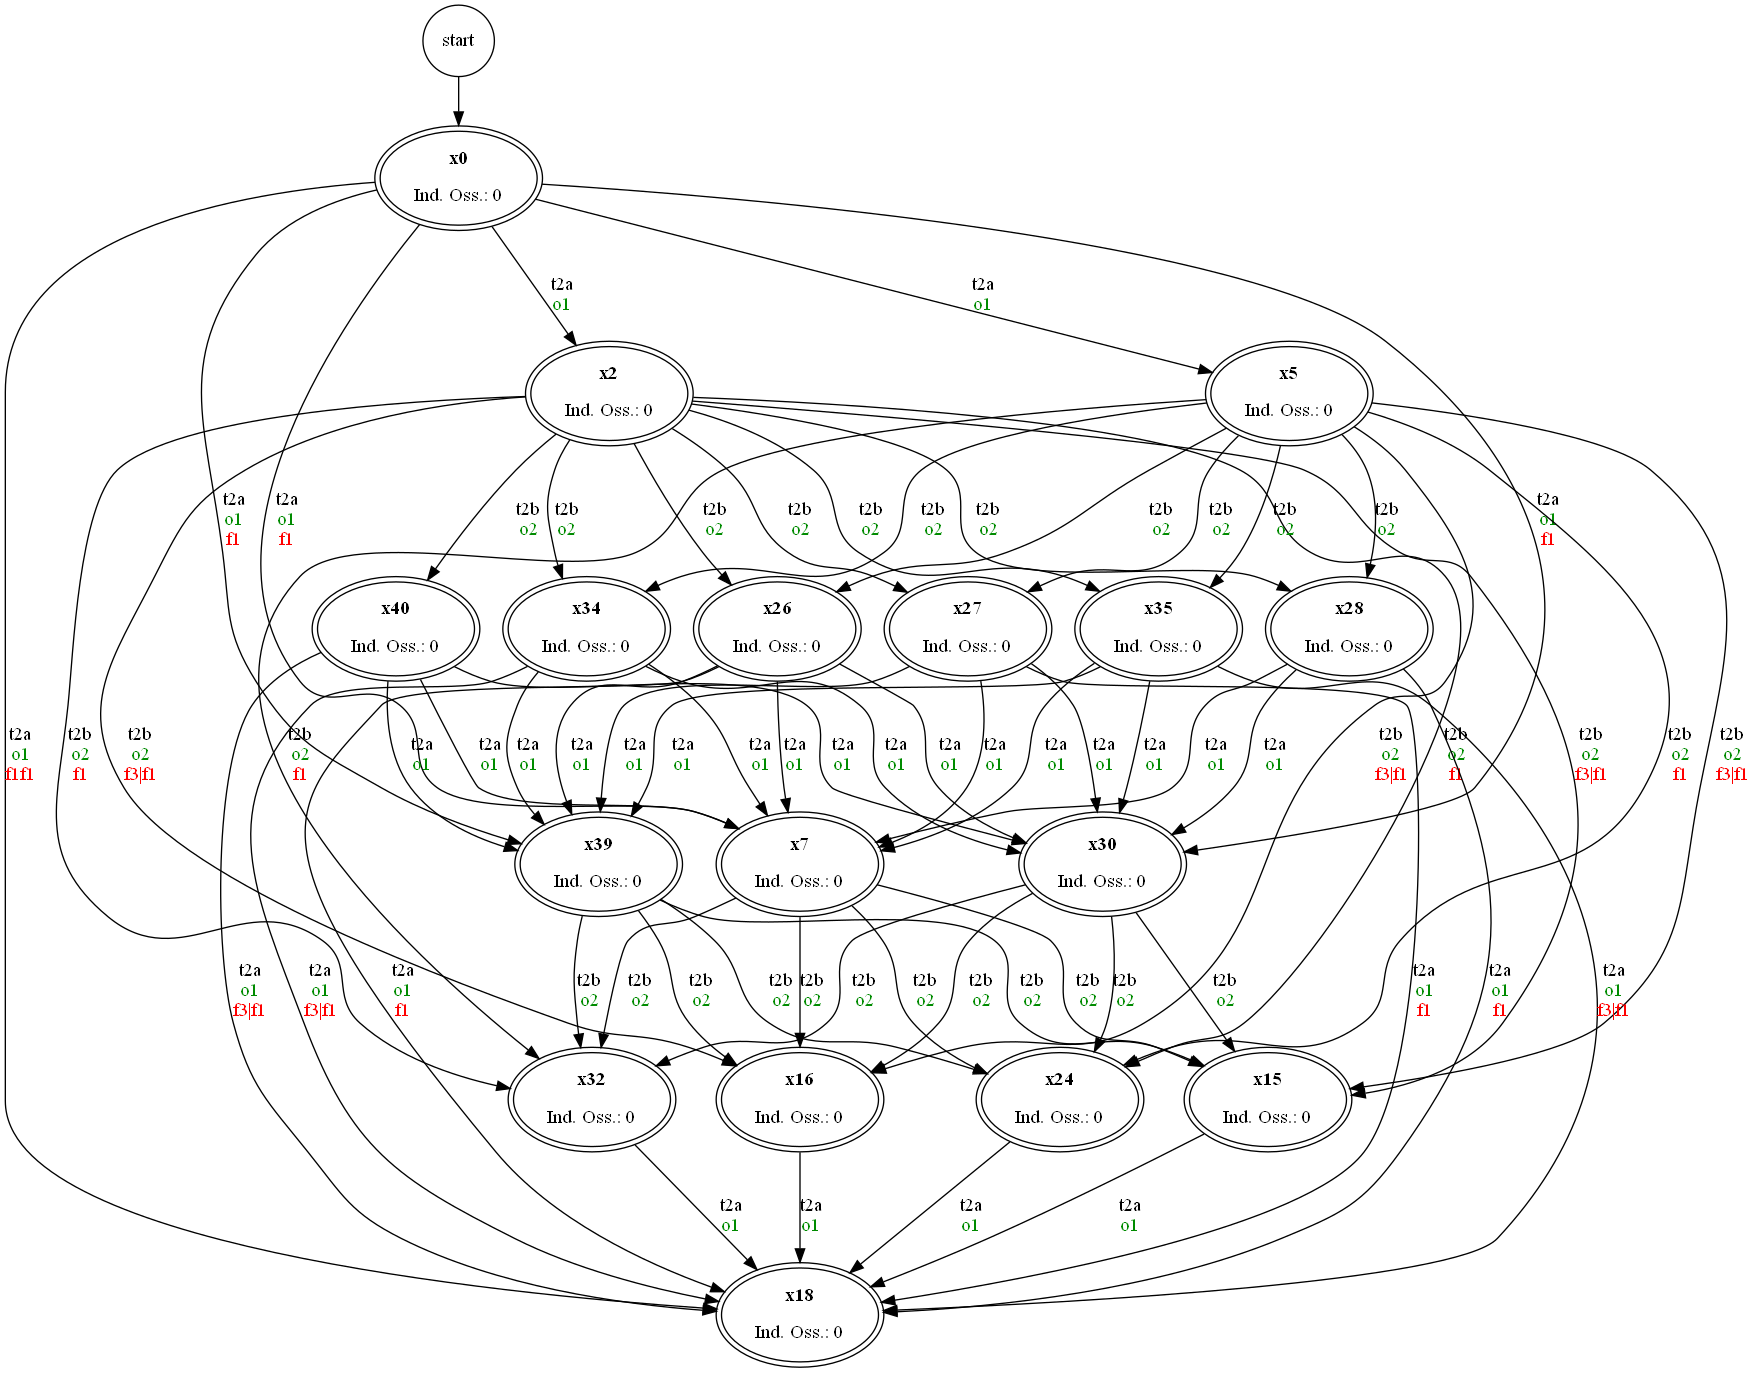 start
x0
Ind. Oss.: 0
t2a
o1
t2a
o1
x2
Ind. Oss.: 0
x5
Ind. Oss.: 0
t2a
o1
f1
t2a
o1
f1
t2b
o2
t2b
o2
t2b
o2
t2b
o2
t2b
o2
t2b
o2
t2b
o2
t2b
o2
t2b
o2
t2b
o2
t2b
o2
t2a
o1
f1
x40
Ind. Oss.: 0
x34
Ind. Oss.: 0
x26
Ind. Oss.: 0
x27
Ind. Oss.: 0
x35
Ind. Oss.: 0
x28
Ind. Oss.: 0
t2a
o1
f1f1
t2b
o2
f1
t2b
o2
f3|f1
t2b
o2
f1
t2a
o1
t2a
o1
t2a
o1
t2a
o1
t2a
o1
t2a
o1
t2a
o1
t2a
o1
t2a
o1
t2a
o1
t2a
o1
t2a
o1
t2a
o1
t2a
o1
t2a
o1
t2a
o1
t2a
o1
t2b
o2
f3|f1
t2b
o2
f1
t2b
o2
f3|f1
t2b
o2
f1
t2b
o2
f3|f1
x39
Ind. Oss.: 0
x7
Ind. Oss.: 0
x30
Ind. Oss.: 0
t2a
o1
f3|f1
t2a
o1
f3|f1
t2a
o1
f1
t2b
o2
t2b
o2
t2b
o2
t2b
o2
t2b
o2
t2b
o2
t2b
o2
t2b
o2
t2b
o2
t2b
o2
t2b
o2
t2b
o2
t2a
o1
f1
t2a
o1
f1
t2a
o1
f3|f1
x32
Ind. Oss.: 0
x16
Ind. Oss.: 0
x24
Ind. Oss.: 0
x15
Ind. Oss.: 0
t2a
o1
t2a
o1
t2a
o1
t2a
o1
x18
Ind. Oss.: 0